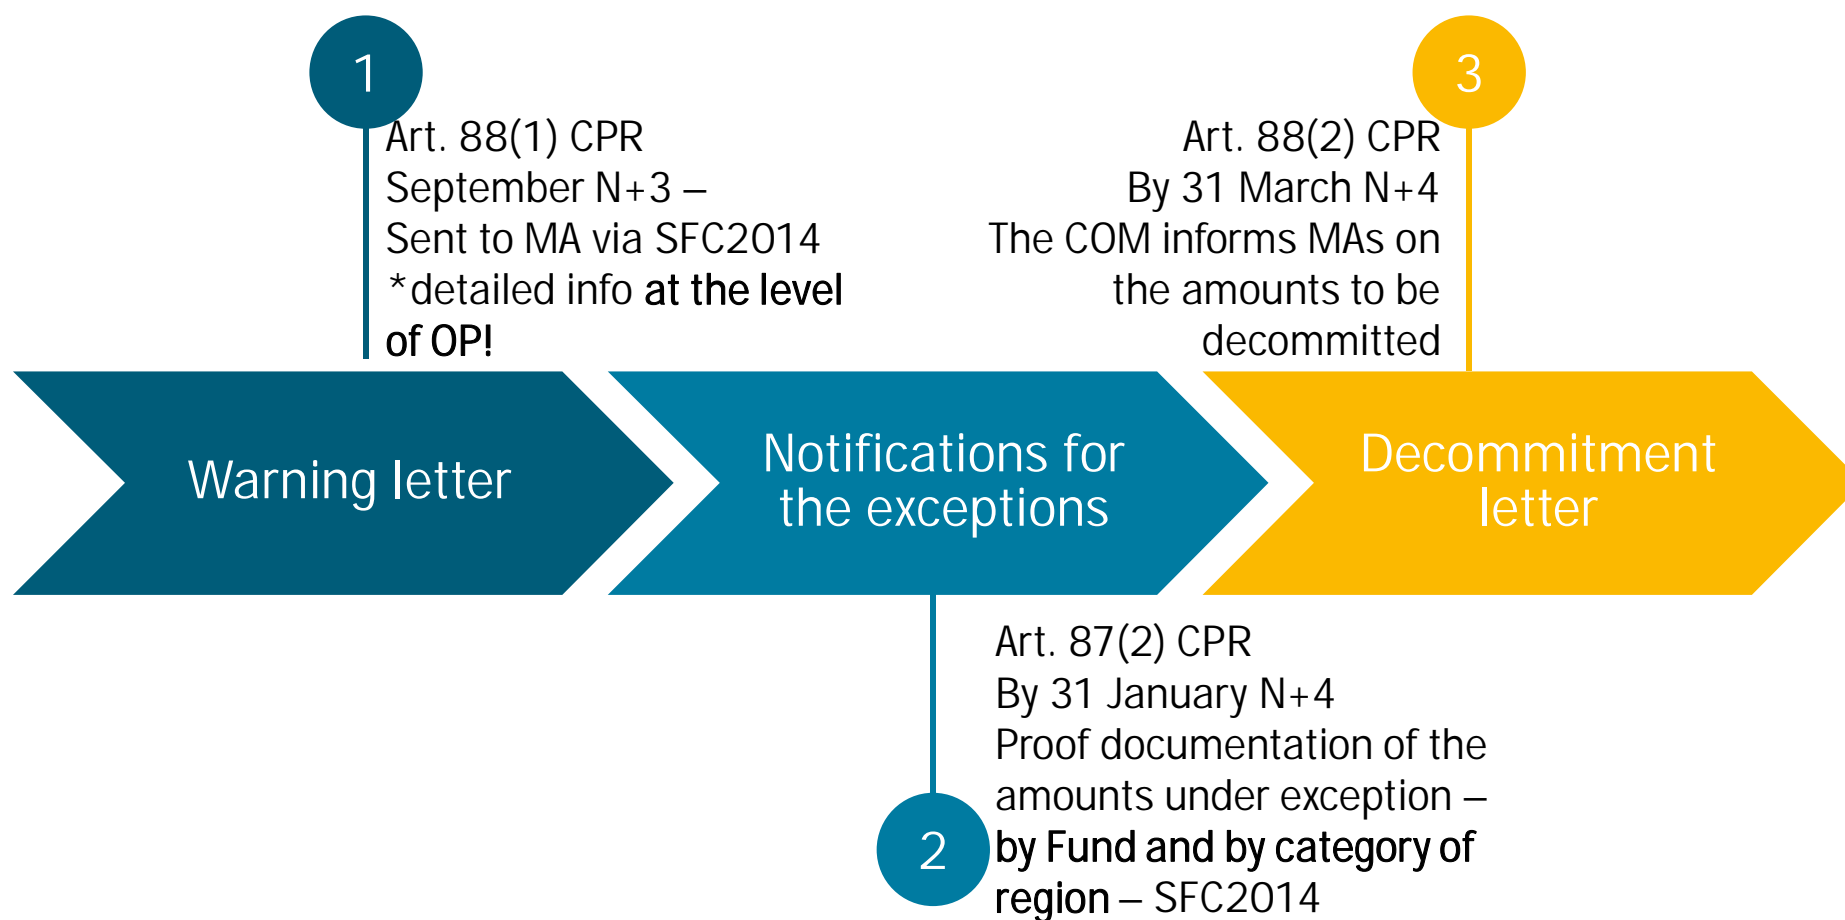 1
Art. 88(1) CPR
September N+3 –
Sent to MA via SFC2014
*detailed info at the level
of OP!
3
Art. 88(2) CPR
By 31 March N+4
The COM informs MAs on
the amounts to be
decommitted
Warning letter
Notifications for
the exceptions
Decommitment
letter
2
Art. 87(2) CPR
By 31 January N+4
Proof documentation of the
amounts under exception –
by Fund and by category of
region – SFC2014